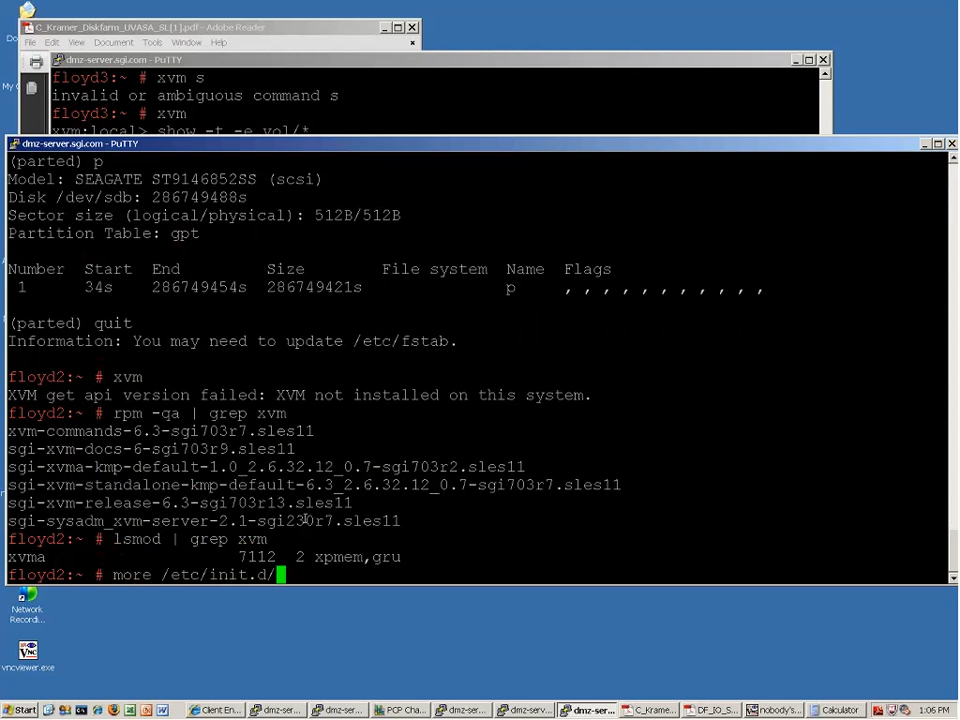 C_Kramer_Diskfarm_UVASA_SL[1].pdf - Adobe Reader
File Edit View Document Tools Window Help
dmz-server.sgi.com - PuTTY
floyd3:~ # xvm s
invalid or ambiguous command s
floyd3:~ # xvm
xvm:local> show -t -e vol/*
dmz-server.sgi.com - PuTTY
(parted) p
Model: SEAGATE ST9146852SS (scsi)
Disk /dev/sdb: 286749488s
Sector size (logical/physical): 512B/512B
Partition Table: gpt
Number Start End Size File system Name Flags
1 34s 286749454s 286749421s p , , , , , , , , , , ,
(parted) quit
Information: You may need to update /etc/fstab.
floyd2:~ # xvm
XVM get api version failed: XVM not installed on this system.
floyd2:~ # rpm -qa | grep xvm
xvm-commands-6.3-sgi703r7.sles11
sgi-xvm-docs-6-sgi703r9.sles11
sgi-xvma-kmp-default-1.0_2.6.32.12_0.7-sgi703r2.sles11
sgi-xvm-standalone-kmp-default-6.3_2.6.32.12_0.7-sgi703r7.sles11
sgi-xvm-release-6.3-sgi703r13.sles11
sgi-sysadm_xvm-server-2.1-sgi230r7.sles11
floyd2:~ # lsmod | grep xvm
xvma 7112 2 xpmem,gru
floyd2:~ # more /etc/init.d/
Network
Recordi...
vncviewer.exe
Start
Client En...
dmz-ser...
dmz-ser...
PCP Cha...
dmz-ser...
dmz-serv...
dmz-ser...
C_Krame...
DF_IO_S...
nobody's...
Calculator
1:06 PM